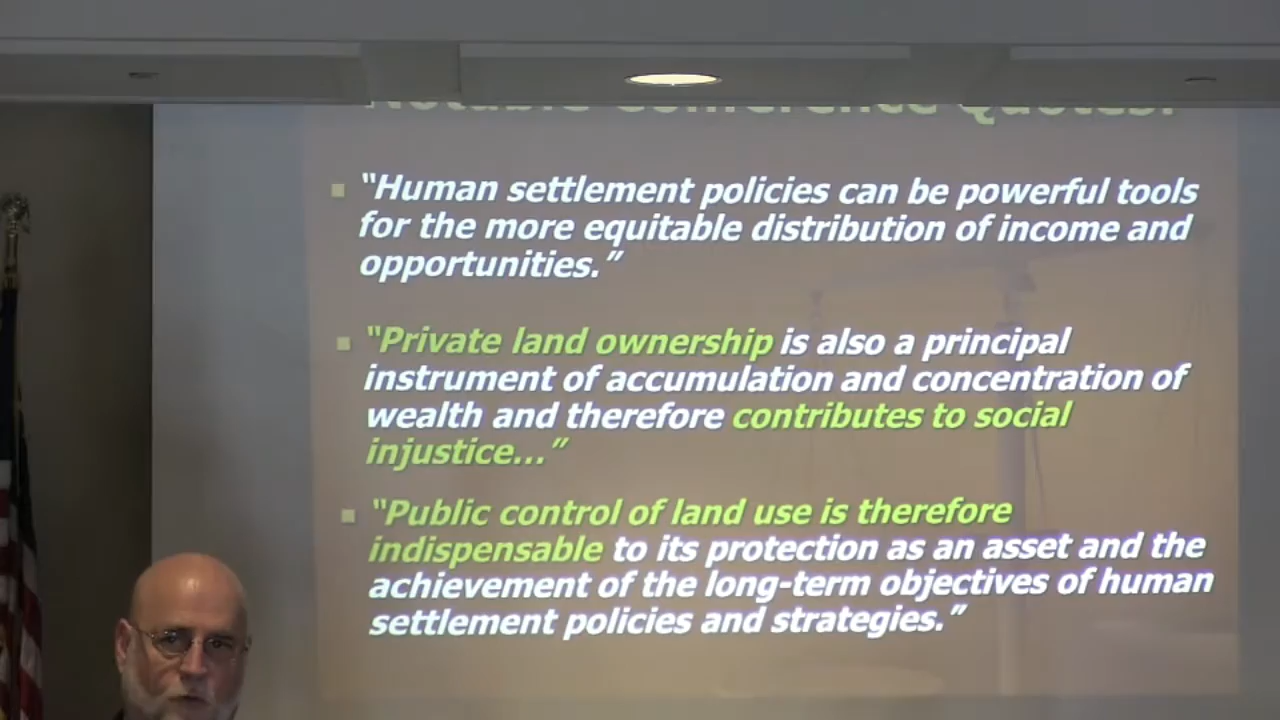 Notable Conference Quotes:
“Human settlement policies can be powerful tools
for the more equitable distribution of income and
opportunities.”
“Private land ownership is also a principal
instrument of accumulation and concentration of
wealth and therefore contributes to social
injustice...”
“Public control of land use is therefore
indispensable to its protection as an asset and the
achievement of the long-term objectives of human
settlement policies and strategies.”